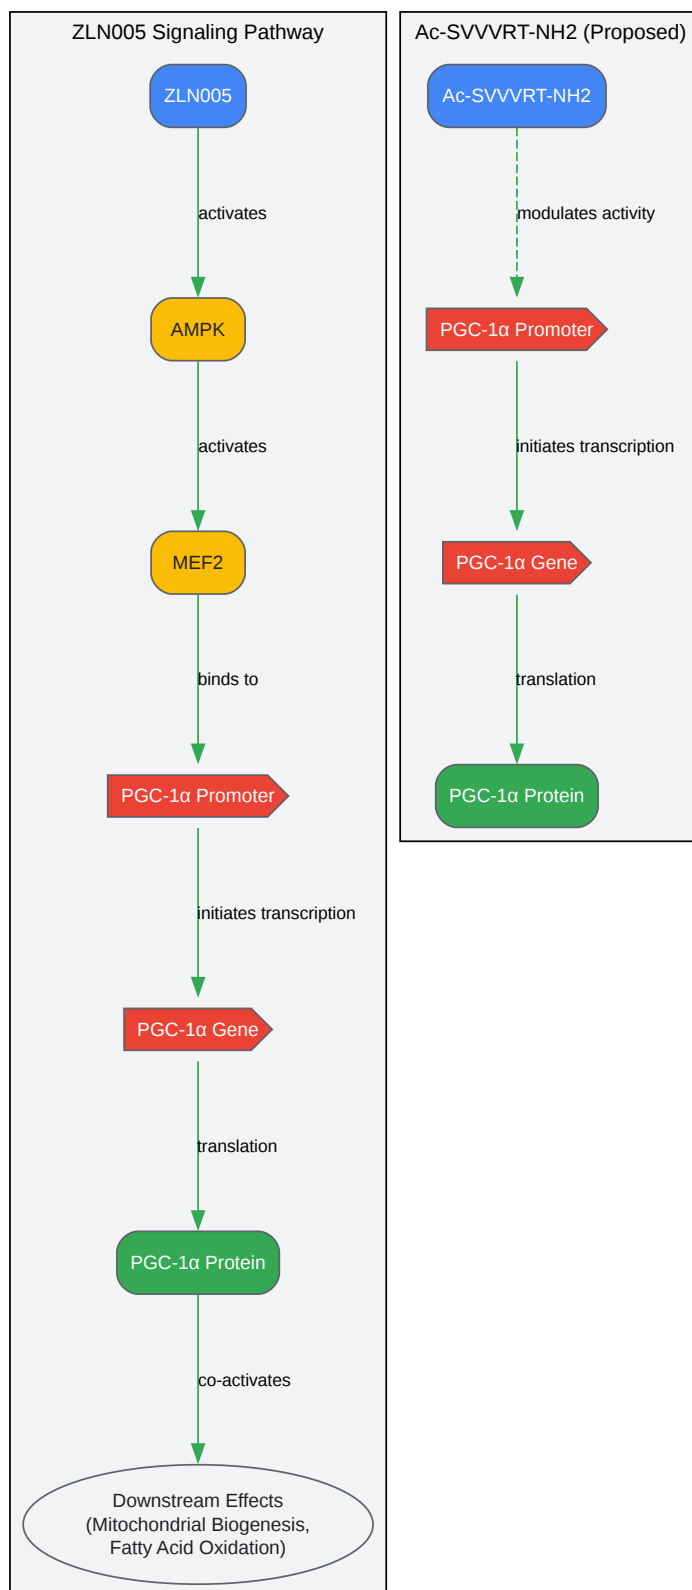 ZLN005 Signaling Pathway
ZLN005
activates
AMPK
activates
MEF2
binds to
PGC-1α Promoter
initiates transcription
PGC-1α Gene
translation
PGC-1α Protein
co-activates
Downstream Effects
(Mitochondrial Biogenesis,
Fatty Acid Oxidation)
Ac-SVVVRT-NH2 (Proposed)
Ac-SVVVRT-NH2
modulates activity
PGC-1α Promoter
initiates transcription
PGC-1α Gene
translation
PGC-1α Protein